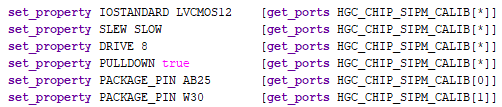 set_property IOSTANDARD LVCMOS12 [get_ports HGC_CHIP_SIPM_CALIB[*]]
set_property SLEW SLOW [get_ports HGC_CHIP_SIPM_CALIB[*]]
set_property DRIVE 8 [get_ports HGC_CHIP_SIPM_CALIB[*]]
set_property PULLDOWN true [get_ports HGC_CHIP_SIPM_CALIB[*]]
set_property PACKAGE_PIN AB25 [get_ports HGC_CHIP_SIPM_CALIB[0]]
set_property PACKAGE_PIN W30 [get_ports HGC_CHIP_SIPM_CALIB[1]]